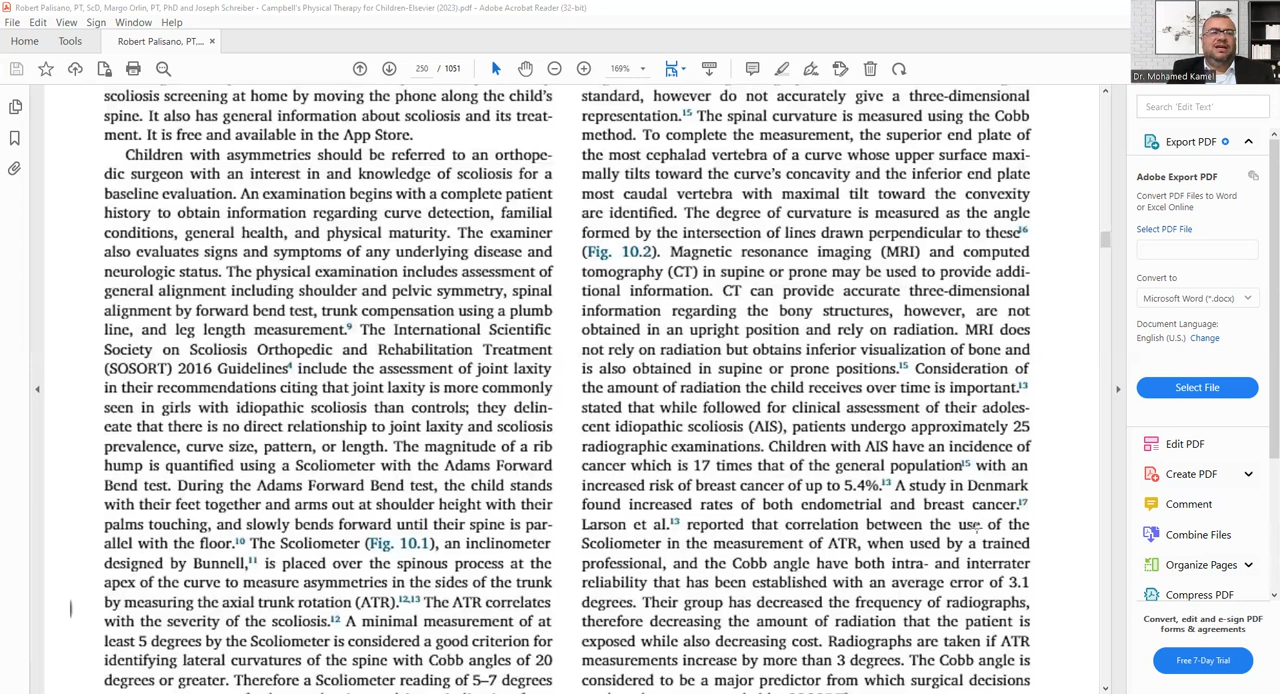 Robert Palisano, PT, ScD, Margo Orlin, PT, PhD and Joseph Schreiber - Campbell's Physical Therapy for Children-Elsevier (2023).pdf - Adobe Acrobat Reader (32-bit)
File Edit View Sign Window Help
Home Tools Robert Palisano, PT,... ×
250 / 1051 169%
Dr. Mohamed Kamel
scoliosis screening at home by moving the phone along the child's
spine. It also has general information about scoliosis and its treat-
ment. It is free and available in the App Store.
Children with asymmetries should be referred to an orthope-
dic surgeon with an interest in and knowledge of scoliosis for a
baseline evaluation. An examination begins with a complete patient
history to obtain information regarding curve detection, familial
conditions, general health, and physical maturity. The examiner
also evaluates signs and symptoms of any underlying disease and
neurologic status. The physical examination includes assessment of
general alignment including shoulder and pelvic symmetry, spinal
alignment by forward bend test, trunk compensation using a plumb
line, and leg length measurement.9 The International Scientific
Society on Scoliosis Orthopedic and Rehabilitation Treatment
(SOSORT) 2016 Guidelines4 include the assessment of joint laxity
in their recommendations citing that joint laxity is more commonly
seen in girls with idiopathic scoliosis than controls; they delin-
eate that there is no direct relationship to joint laxity and scoliosis
prevalence, curve size, pattern, or length. The magnitude of a rib
hump is quantified using a Scoliometer with the Adams Forward
Bend test. During the Adams Forward Bend test, the child stands
with their feet together and arms out at shoulder height with their
palms touching, and slowly bends forward until their spine is par-
allel with the floor.10 The Scoliometer (Fig. 10.1), a inclinometer
designed by Bunnell,11 is placed over the spinous process at the
apex of the curve to measure asymmetries in the sides of the trunk
by measuring the axial trunk rotation (ATR).12,13 The ATR correlates
with the severity of the scoliosis.12 A minimal measurement of at
least 5 degrees by the Scoliometer is considered a good criterion for
identifying lateral curvatures of the spine with Cobb angles of 20
degrees or greater. Therefore a Scoliometer reading of 5–7 degrees
standard, however do not accurately give a three-dimensional
representation.15 The spinal curvature is measured using the Cobb
method. To complete the measurement, the superior end plate of
the most cephalad vertebra of a curve whose upper surface maxi-
mally tilts toward the curve's concavity and the inferior end plate
most caudal vertebra with maximal tilt toward the convexity
are identified. The degree of curvature is measured as the angle
formed by the intersection of lines drawn perpendicular to these16
(Fig. 10.2). Magnetic resonance imaging (MRI) and computed
tomography (CT) in supine or prone may be used to provide addi-
tional information. CT can provide accurate three-dimensional
information regarding the bony structures, however, are not
obtained in an upright position and rely on radiation. MRI does
not rely on radiation but obtains inferior visualization of bone and
is also obtained in supine or prone positions.15 Consideration of
the amount of radiation the child receives over time is important.13
stated that while followed for clinical assessment of their adoles-
cent idiopathic scoliosis (AIS), patients undergo approximately 25
radiographic examinations. Children with AIS have an incidence of
cancer which is 17 times that of the general population15 with an
increased risk of breast cancer of up to 5.4%.13 A study in Denmark
found increased rates of both endometrial and breast cancer.17
Larson et al.13 reported that correlation between the use of the
Scoliometer in the measurement of ATR, when used by a trained
professional, and the Cobb angle have both intra- and interrater
reliability that has been established with an average error of 3.1
degrees. Their group has decreased the frequency of radiographs,
therefore decreasing the amount of radiation that the patient is
exposed while also decreasing cost. Radiographs are taken if ATR
measurements increase by more than 3 degrees. The Cobb angle is
considered to be a major predictor from which surgical decisions
Search 'Edit Text'
Export PDF
Adobe Export PDF
Convert PDF Files to Word
or Excel Online
Select PDF File
Convert to
Microsoft Word (*.docx)
Document Language:
English (U.S.) Change
Select File
Edit PDF
Create PDF
Comment
Combine Files
Organize Pages
Compress PDF
Convert, edit and e-sign PDF
forms & agreements
Free 7-Day Trial